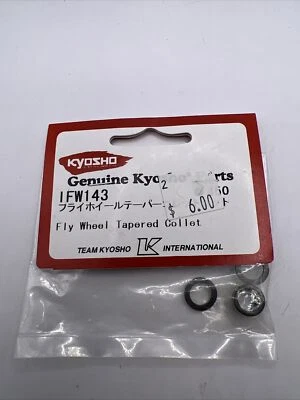 KYOSHO
Genuine Kyosho Parts
IFW143
フライホイールテーパー
$ 6.00
Fly Wheel Tapered Collet
TEAM KYOSHO K INTERNATIONAL